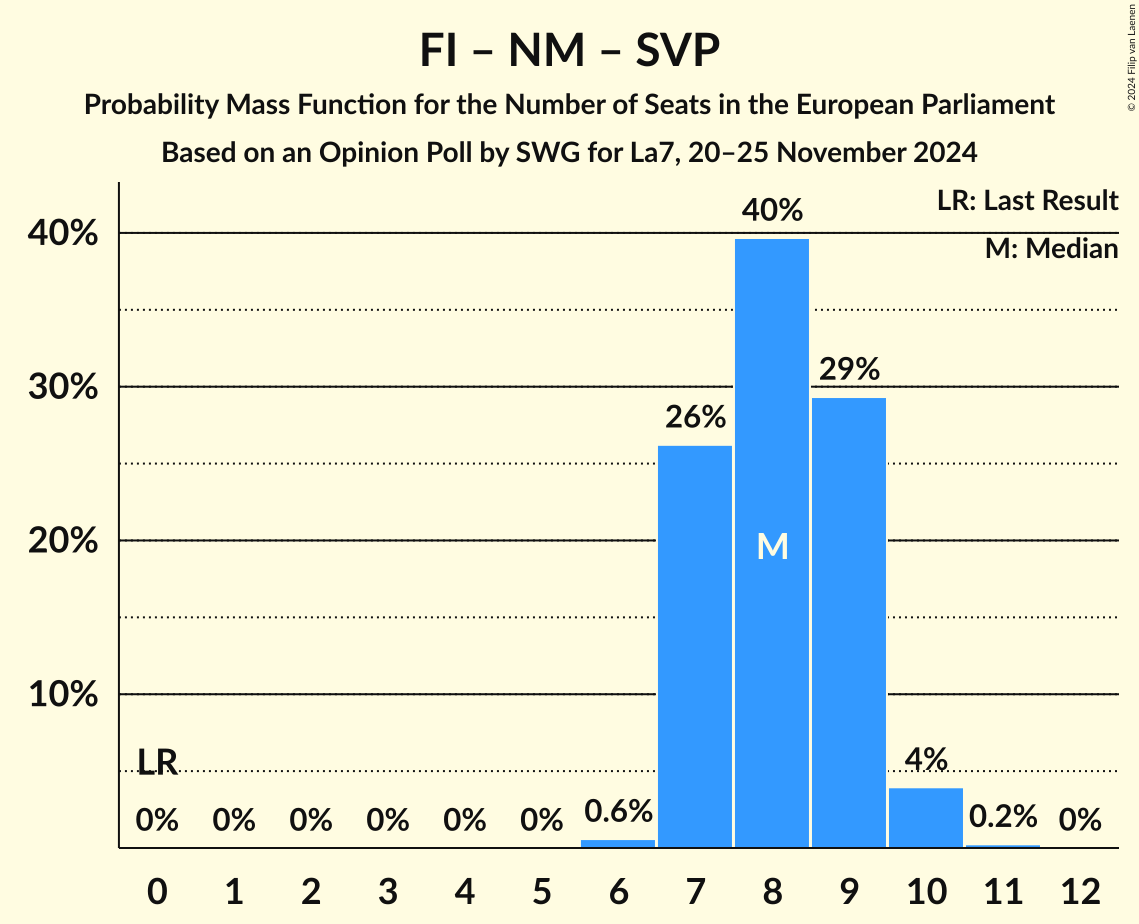 FI – NM – SVP
Probability Mass Function for the Number of Seats in the European Parliament
Based on an Opinion Poll by SWG for La7, 20–25 November 2024
© 2024 Filip van Laenen
LR: Last Result
M: Median
40%
30%
20%
10%
40%
29%
26%
M
LR
0% 0% 0% 0% 0% 0% 0.6% 4% 0.2% 0%
0 1 2 3 4 5 6 7 8 9 10 11 12